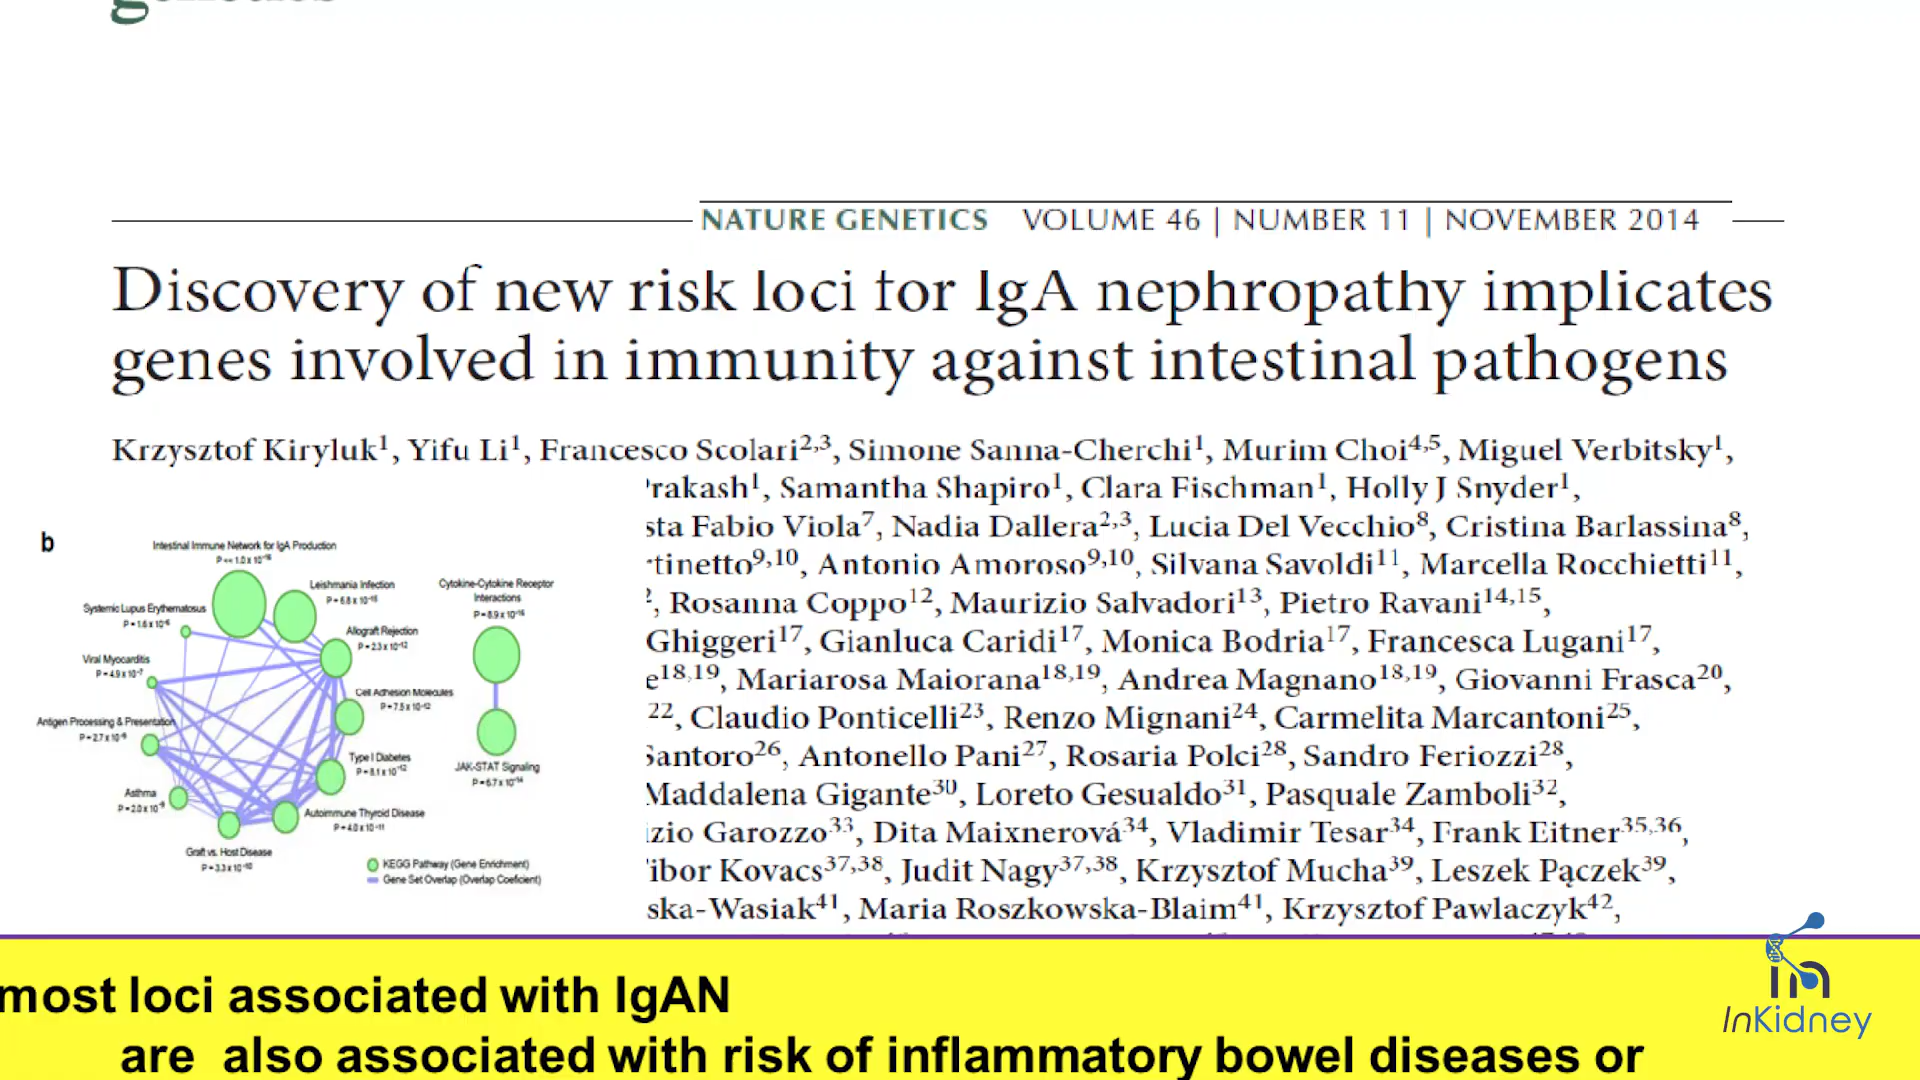 genetics
NATURE GENETICS VOLUME 46 | NUMBER 11 | NOVEMBER 2014
Discovery of new risk loci for IgA nephropathy implicates
genes involved in immunity against intestinal pathogens
Krzysztof Kiryluk1, Yifu Li1, Francesco Scolari2,3, Simone Sanna-Cherchi1, Murim Choi4,5, Miguel Verbitsky1,
Prakash1, Samantha Shapiro1, Clara Fischman1, Holly J Snyder1,
sta Fabio Viola7, Nadia Dallera2,3, Lucia Del Vecchio8, Cristina Barlassina8,
rtinetto9,10, Antonio Amoroso9,10, Silvana Savoldi11, Marcella Rocchietti11,
2, Rosanna Coppo12, Maurizio Salvadori13, Pietro Ravani14,15,
Ghiggeri17, Gianluca Caridi17, Monica Bodria17, Francesca Lugani17,
e18,19, Mariarosa Maiorana18,19, Andrea Magnano18,19, Giovanni Frasca20,
22, Claudio Ponticelli23, Renzo Mignani24, Carmelita Marcantoni25,
Santoro26, Antonello Pani27, Rosaria Polci28, Sandro Feriozzi28,
Maddalena Gigante30, Loreto Gesualdo31, Pasquale Zamboli32,
izio Garozzo33, Dita Maixnerová34, Vladimir Tesar34, Frank Eitner35,36,
Tibor Kovacs37,38, Judit Nagy37,38, Krzysztof Mucha39, Leszek Pączek39,
ska-Wasiak41, Maria Roszkowska-Blaim41, Krzysztof Pawlaczyk42,
b
Intestinal Immune Network for IgA Production
Leishmania Infection
Cytokine-Cytokine Receptor
Interactions
Systemic Lupus Erythematosus
Allograft Rejection
Viral Myocarditis
Cell Adhesion Molecules
Antigen Processing & Presentation
Type I Diabetes
JAK-STAT Signaling
Asthma
Autoimmune Thyroid Disease
Graft vs. Host Disease
KEGG Pathway (Gene Enrichment)
Gene Set Overlap (Overlap Coeficient)
most loci associated with IgAN
are also associated with risk of inflammatory bowel diseases or
InKidney